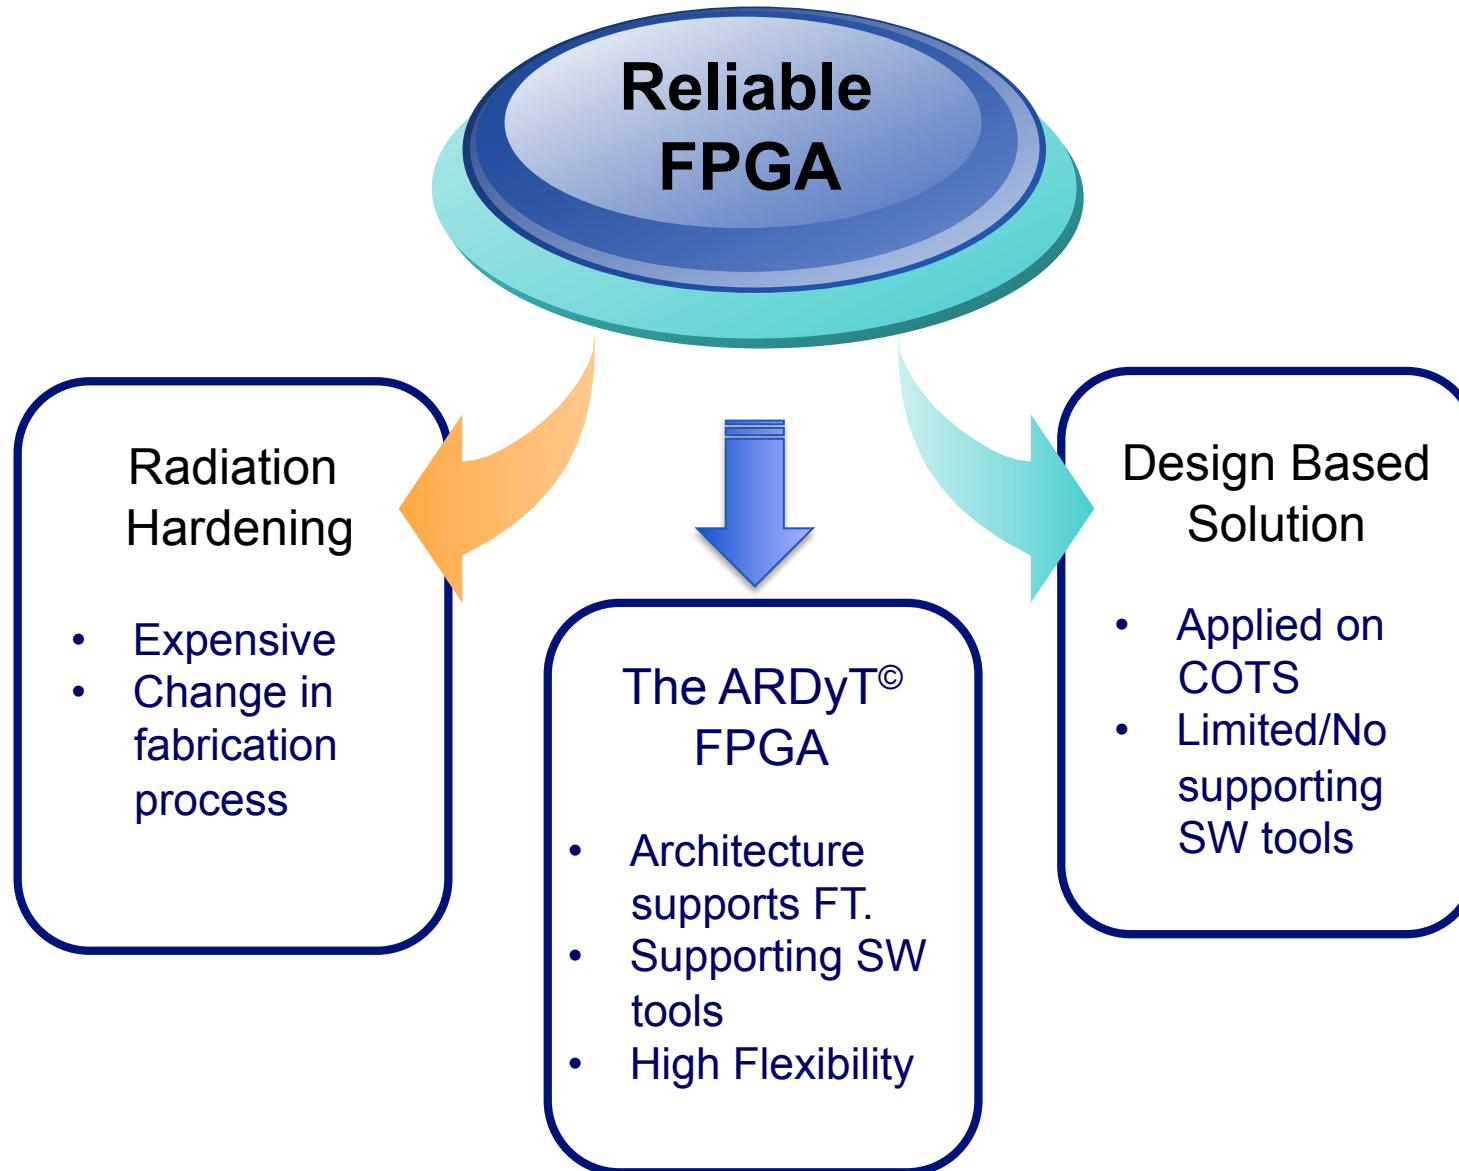 Reliable
FPGA
Radiation
Hardening
• Expensive
• Change in
fabrication
process
The ARDyT©
FPGA
• Architecture
supports FT.
• Supporting SW
tools
• High Flexibility
Design Based
Solution
• Applied on
COTS
• Limited/No
supporting
SW tools